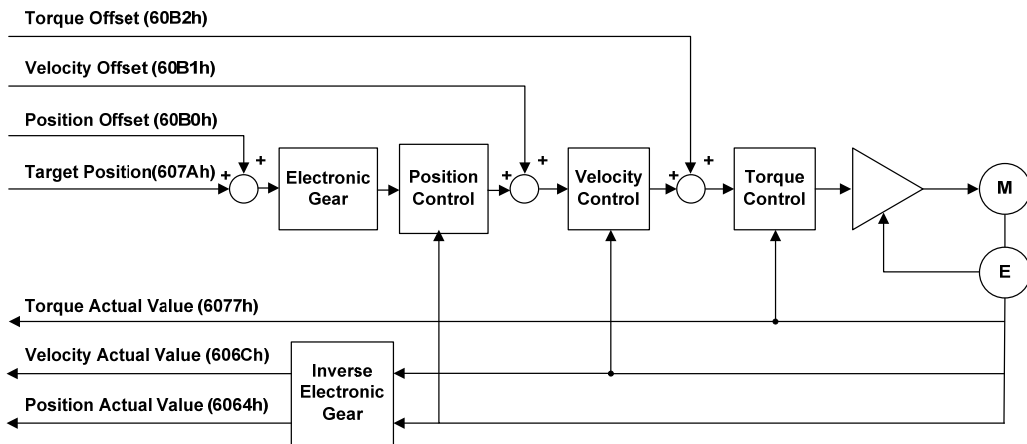 Torque Offset (60B2h)
Velocity Offset (60B1h)
Position Offset (60B0h)
Target Position(607Ah)
+
+
Electronic
Gear
Position
Control
+
+
Velocity
Control
+
+
Torque
Control
M
E
Torque Actual Value (6077h)
Velocity Actual Value (606Ch)
Position Actual Value (6064h)
Inverse
Electronic
Gear